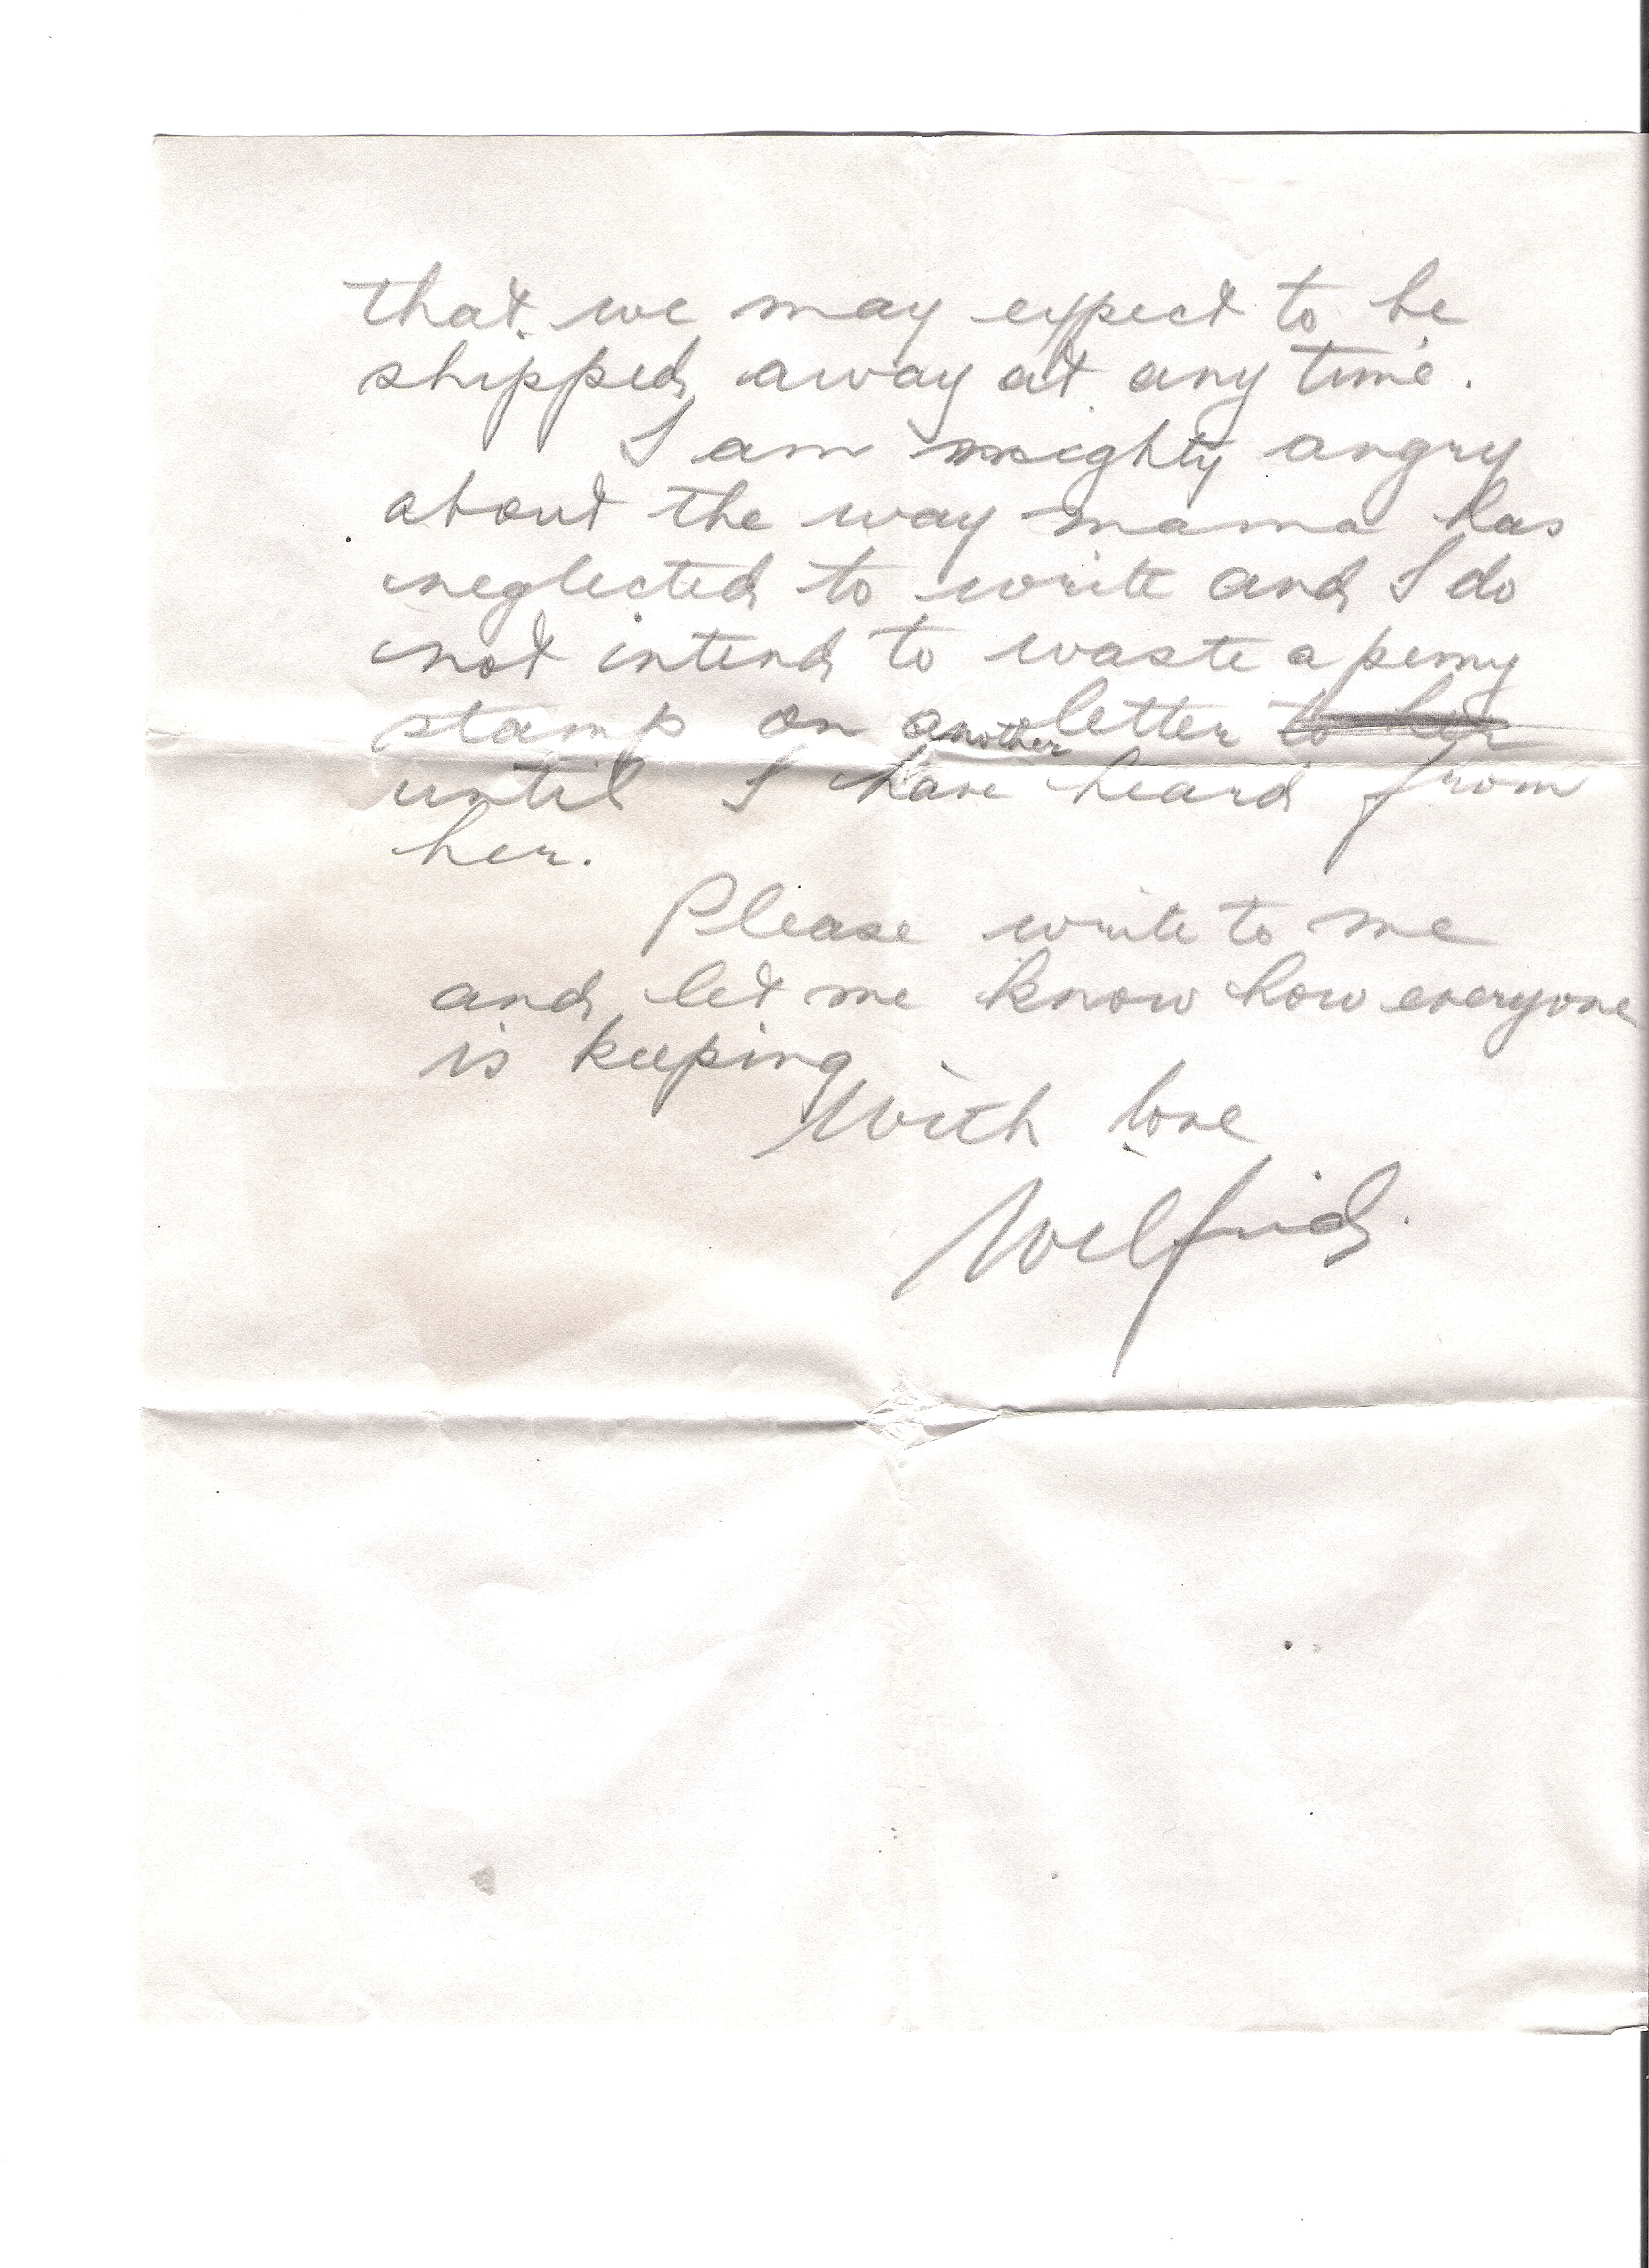 that we may expect to be
shipped away at any time.
I am mighty angry
about the way mama has
neglected to write and I do
not intend to waste a penny
stamp on another letter to her
until I have heard from
her.
Please write to me
and let me know how everyone
is keeping
With love
Wilfrid.